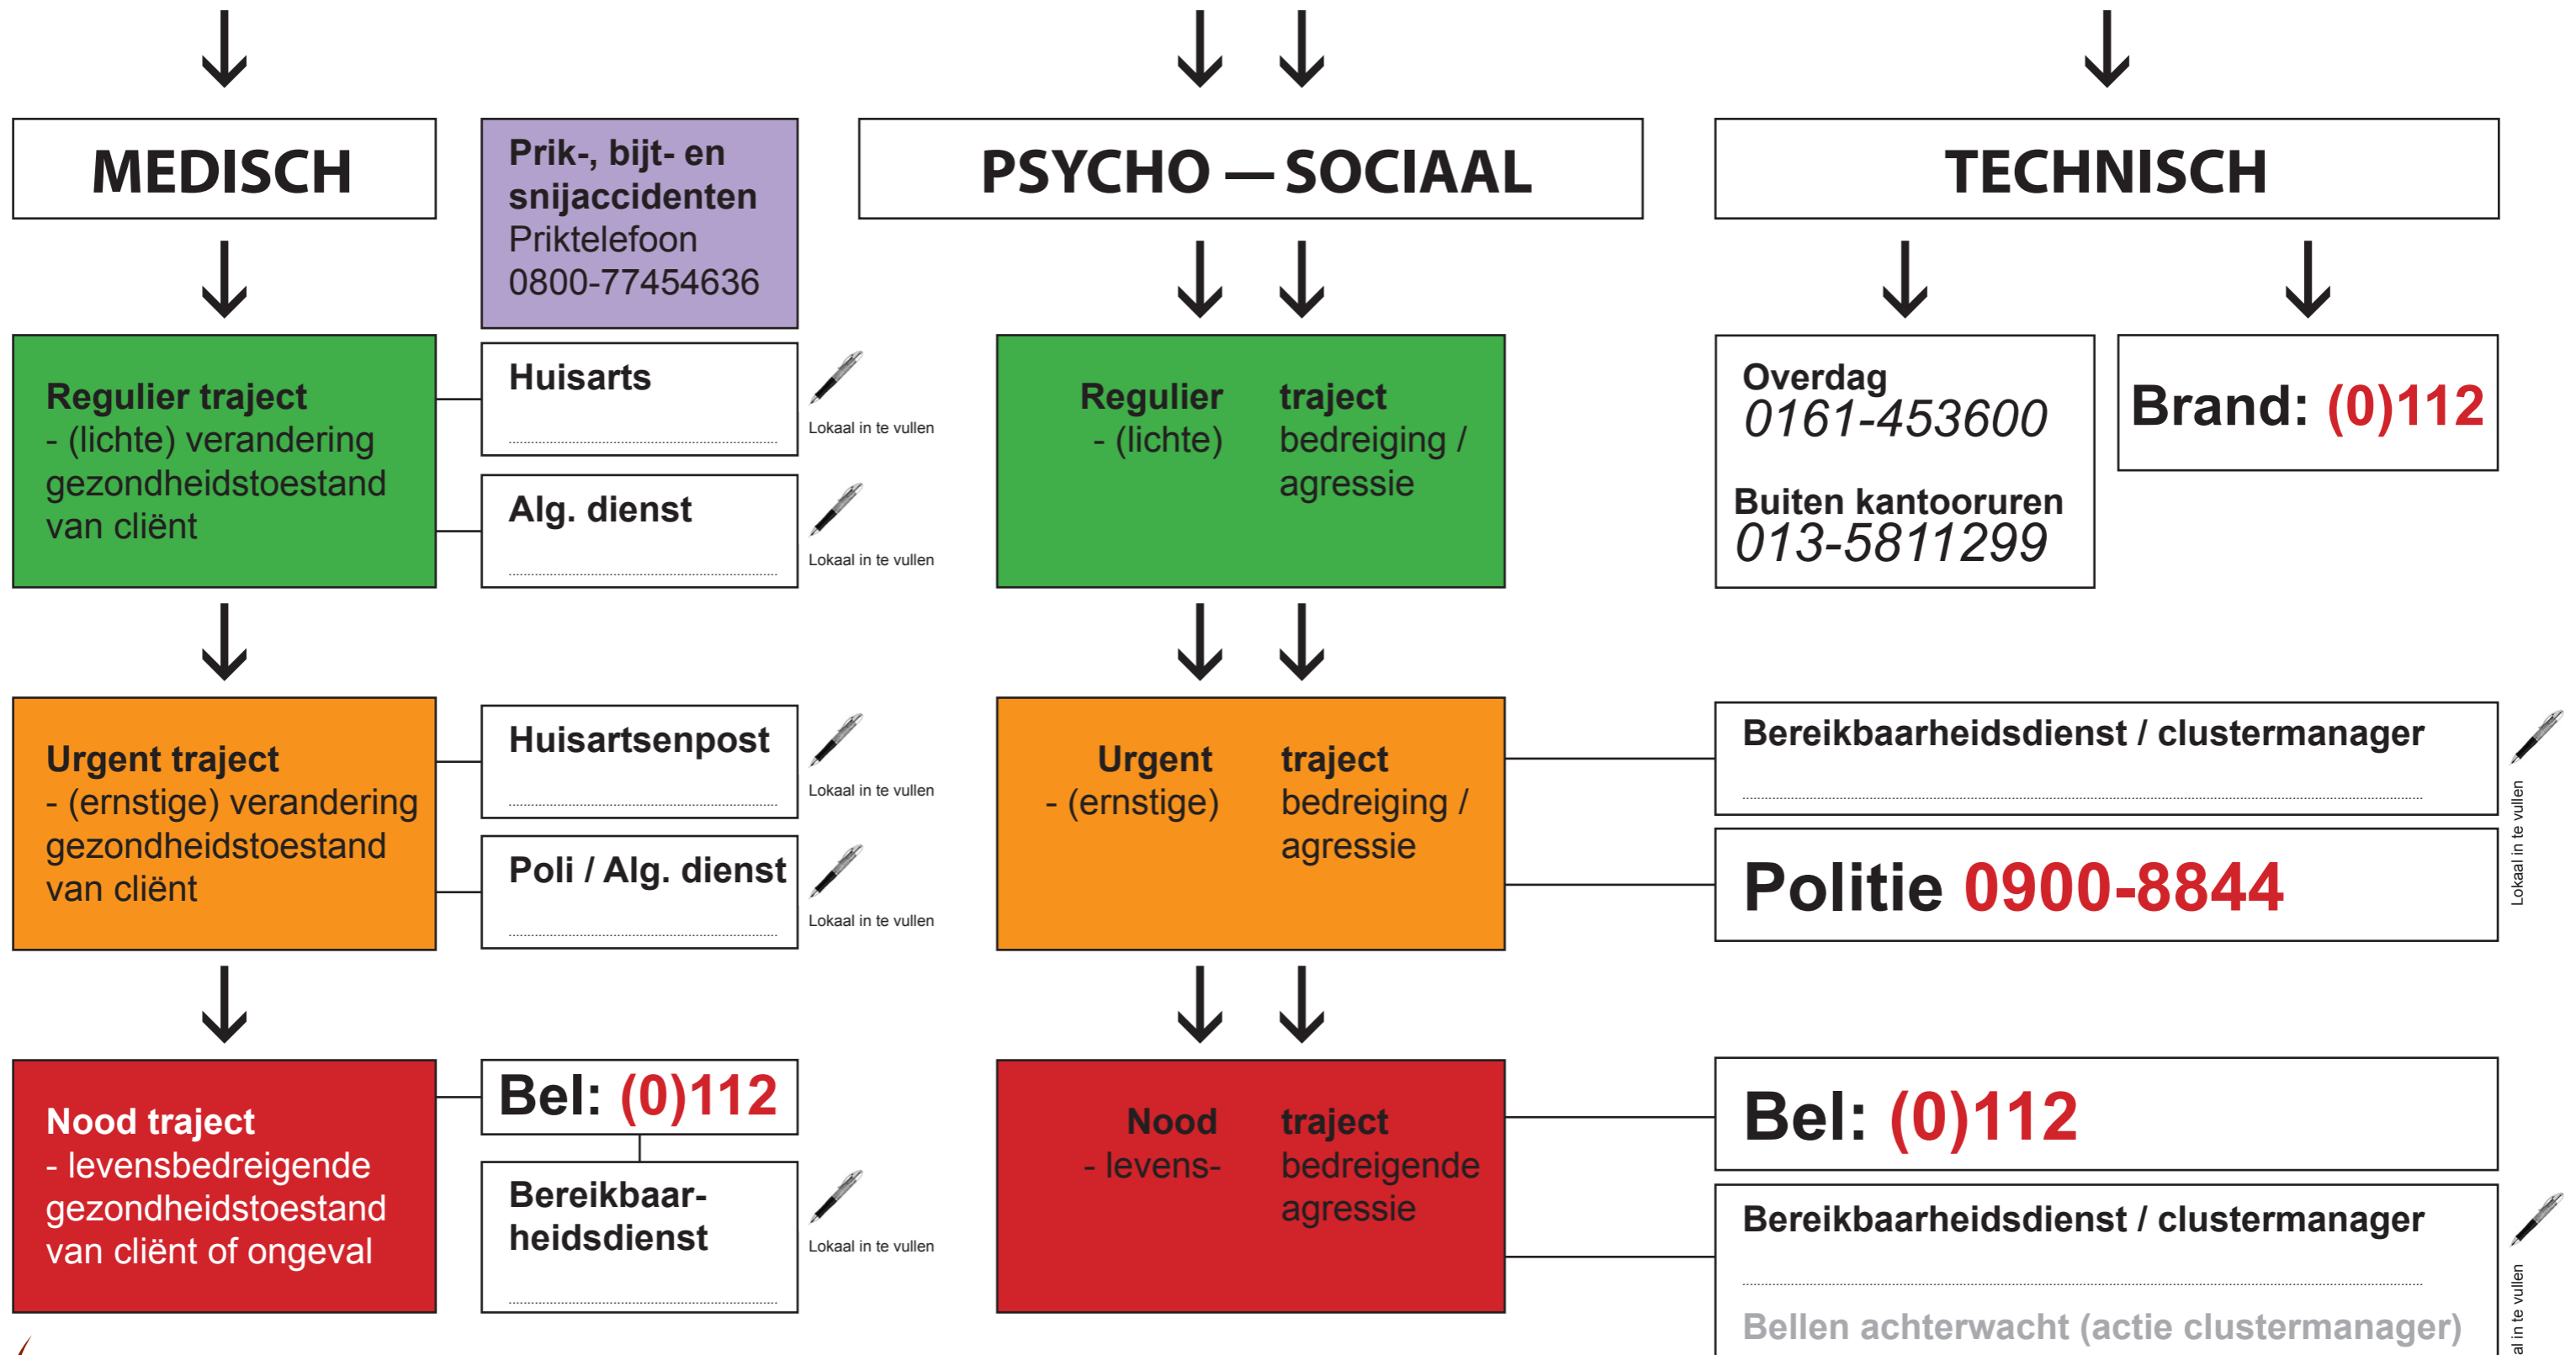 MEDISCH
Prik-, bijt- en
snijaccidenten
Priktelefoon
0800-77454636
PSYCHO — SOCIAAL
TECHNISCH
Regulier traject
- (lichte) verandering
gezondheidstoestand
van cliënt
Huisarts
Lokaal in te vullen
Alg. dienst
Lokaal in te vullen
Regulier traject
- (lichte) bedreiging /
agressie
Overdag
0161-453600
Buiten kantooruren
013-5811299
Brand: (0)112
Urgent traject
- (ernstige) verandering
gezondheidstoestand
van cliënt
Huisartsenpost
Lokaal in te vullen
Poli / Alg. dienst
Lokaal in te vullen
Urgent traject
- (ernstige) bedreiging /
agressie
Bereikbaarheidsdienst / clustermanager
Politie 0900-8844
Lokaal in te vullen
Nood traject
- levensbedreigende
gezondheidstoestand
van cliënt of ongeval
Bel: (0)112
Bereikbaar-
heidsdienst
Lokaal in te vullen
Nood traject
- levens- bedreigende
agressie
Bel: (0)112
Bereikbaarheidsdienst / clustermanager
Bellen achterwacht (actie clustermanager)
al in te vullen